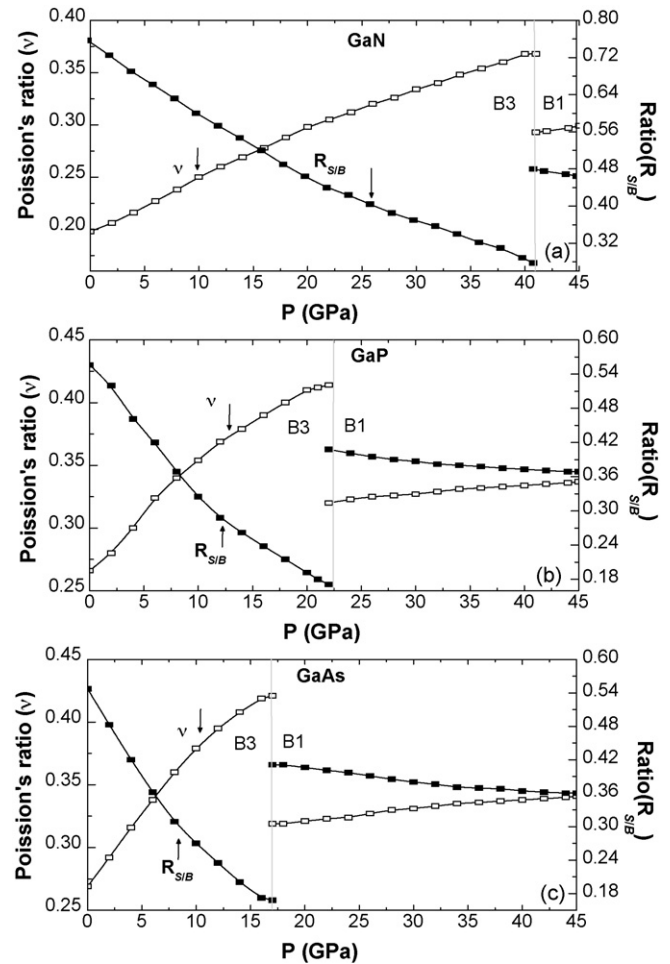 GaN
0.40
0.35
0.30
0.25
0.20
Poission's ratio (ν)
0.80
0.72
0.64
0.56
0.48
0.40
0.32
Ratio(R S/B)
B3
B1
ν
R S/B
(a)
0 5 10 15 20 25 30 35 40 45
P (GPa)
GaP
0.45
0.40
0.35
0.30
0.25
Poission's ratio (ν)
0.60
0.54
0.48
0.42
0.36
0.30
0.24
0.18
Ratio(R S/B)
ν
B3
B1
R S/B
(b)
0 5 10 15 20 25 30 35 40 45
P (GPa)
GaAs
0.45
0.40
0.35
0.30
0.25
Poission's ratio (ν)
0.60
0.54
0.48
0.42
0.36
0.30
0.24
0.18
Ratio(R S/B)
ν
B3
B1
R S/B
(c)
0 5 10 15 20 25 30 35 40 45
P (GPa)